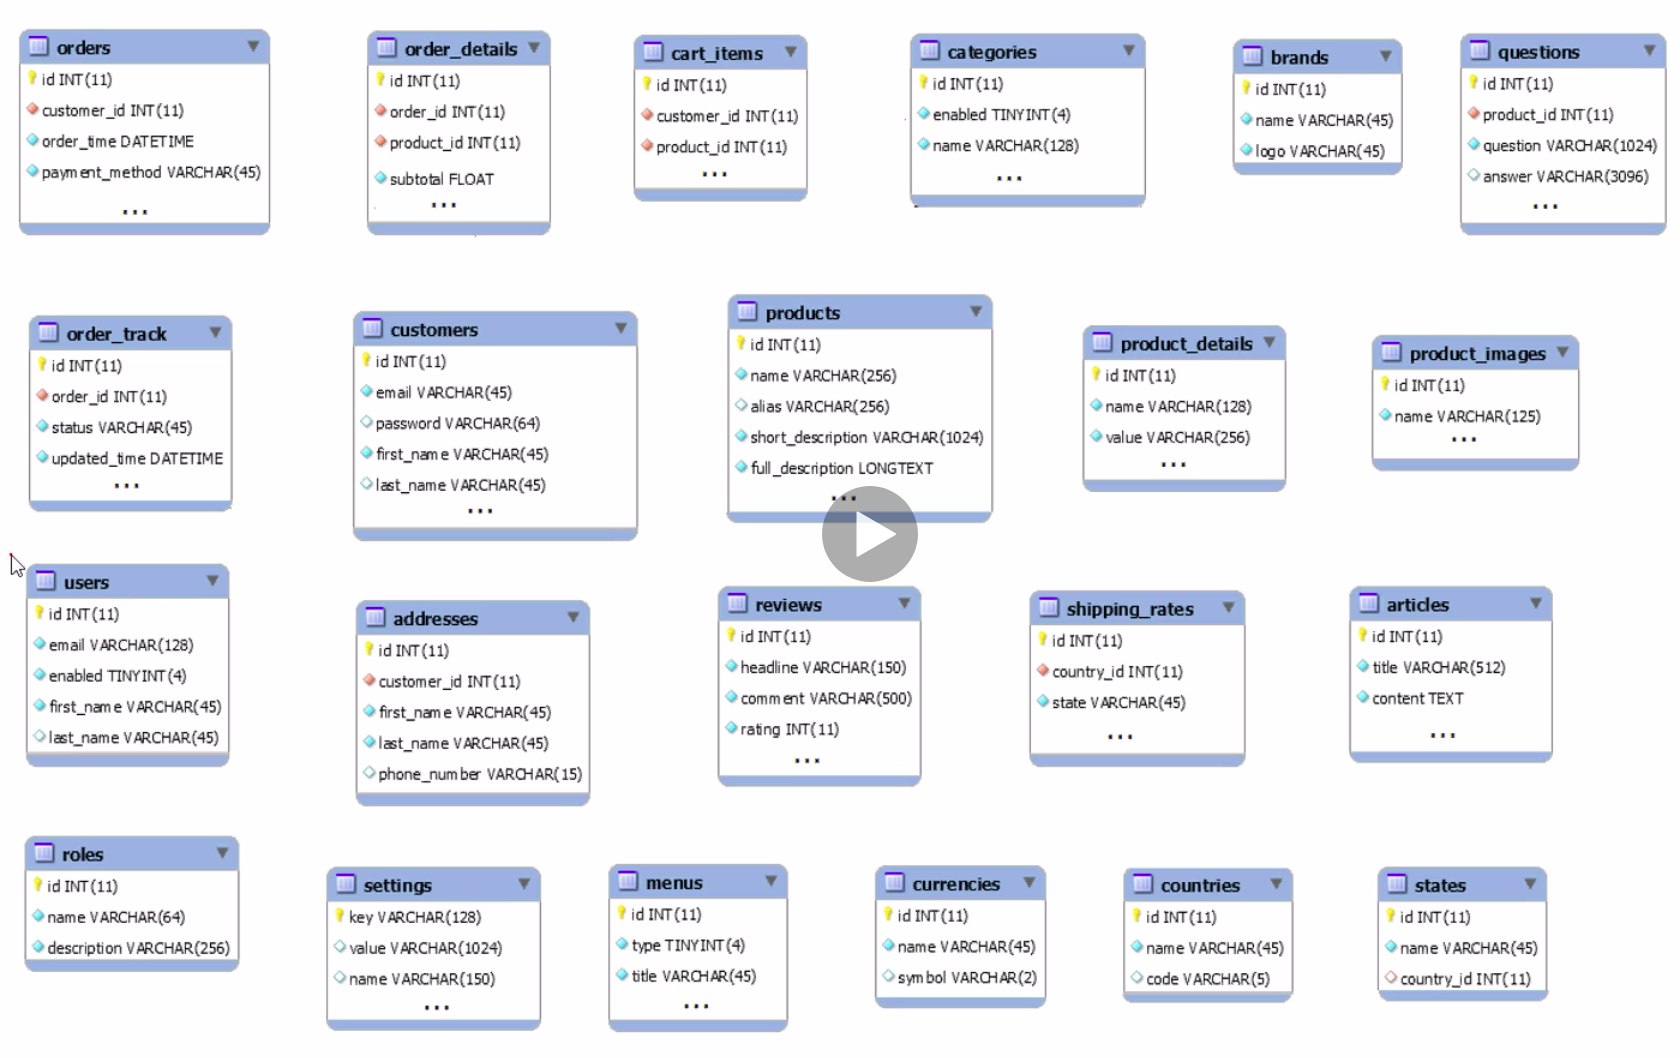 orders
id INT(11)
customer_id INT(11)
order_time DATETIME
payment_method VARCHAR(45)
...
order_details
id INT(11)
order_id INT(11)
product_id INT(11)
subtotal FLOAT
...
cart_items
id INT(11)
customer_id INT(11)
product_id INT(11)
...
categories
id INT(11)
enabled TINYINT(4)
name VARCHAR(128)
...
brands
id INT(11)
name VARCHAR(45)
logo VARCHAR(45)
questions
id INT(11)
product_id INT(11)
question VARCHAR(1024)
answer VARCHAR(3096)
...
order_track
id INT(11)
order_id INT(11)
status VARCHAR(45)
updated_time DATETIME
...
customers
id INT(11)
email VARCHAR(45)
password VARCHAR(64)
first_name VARCHAR(45)
last_name VARCHAR(45)
...
products
id INT(11)
name VARCHAR(256)
alias VARCHAR(256)
short_description VARCHAR(1024)
full_description LONGTEXT
...
product_details
id INT(11)
name VARCHAR(128)
value VARCHAR(256)
...
product_images
id INT(11)
name VARCHAR(125)
...
users
id INT(11)
email VARCHAR(128)
enabled TINYINT(4)
first_name VARCHAR(45)
last_name VARCHAR(45)
addresses
id INT(11)
customer_id INT(11)
first_name VARCHAR(45)
last_name VARCHAR(45)
phone_number VARCHAR(15)
reviews
id INT(11)
headline VARCHAR(150)
comment VARCHAR(500)
rating INT(11)
...
shipping_rates
id INT(11)
country_id INT(11)
state VARCHAR(45)
...
articles
id INT(11)
title VARCHAR(512)
content TEXT
...
roles
id INT(11)
name VARCHAR(64)
description VARCHAR(256)
settings
key VARCHAR(128)
value VARCHAR(1024)
name VARCHAR(150)
...
menus
id INT(11)
type TINYINT(4)
title VARCHAR(45)
...
currencies
id INT(11)
name VARCHAR(45)
symbol VARCHAR(2)
countries
id INT(11)
name VARCHAR(45)
code VARCHAR(5)
states
id INT(11)
name VARCHAR(45)
country_id INT(11)